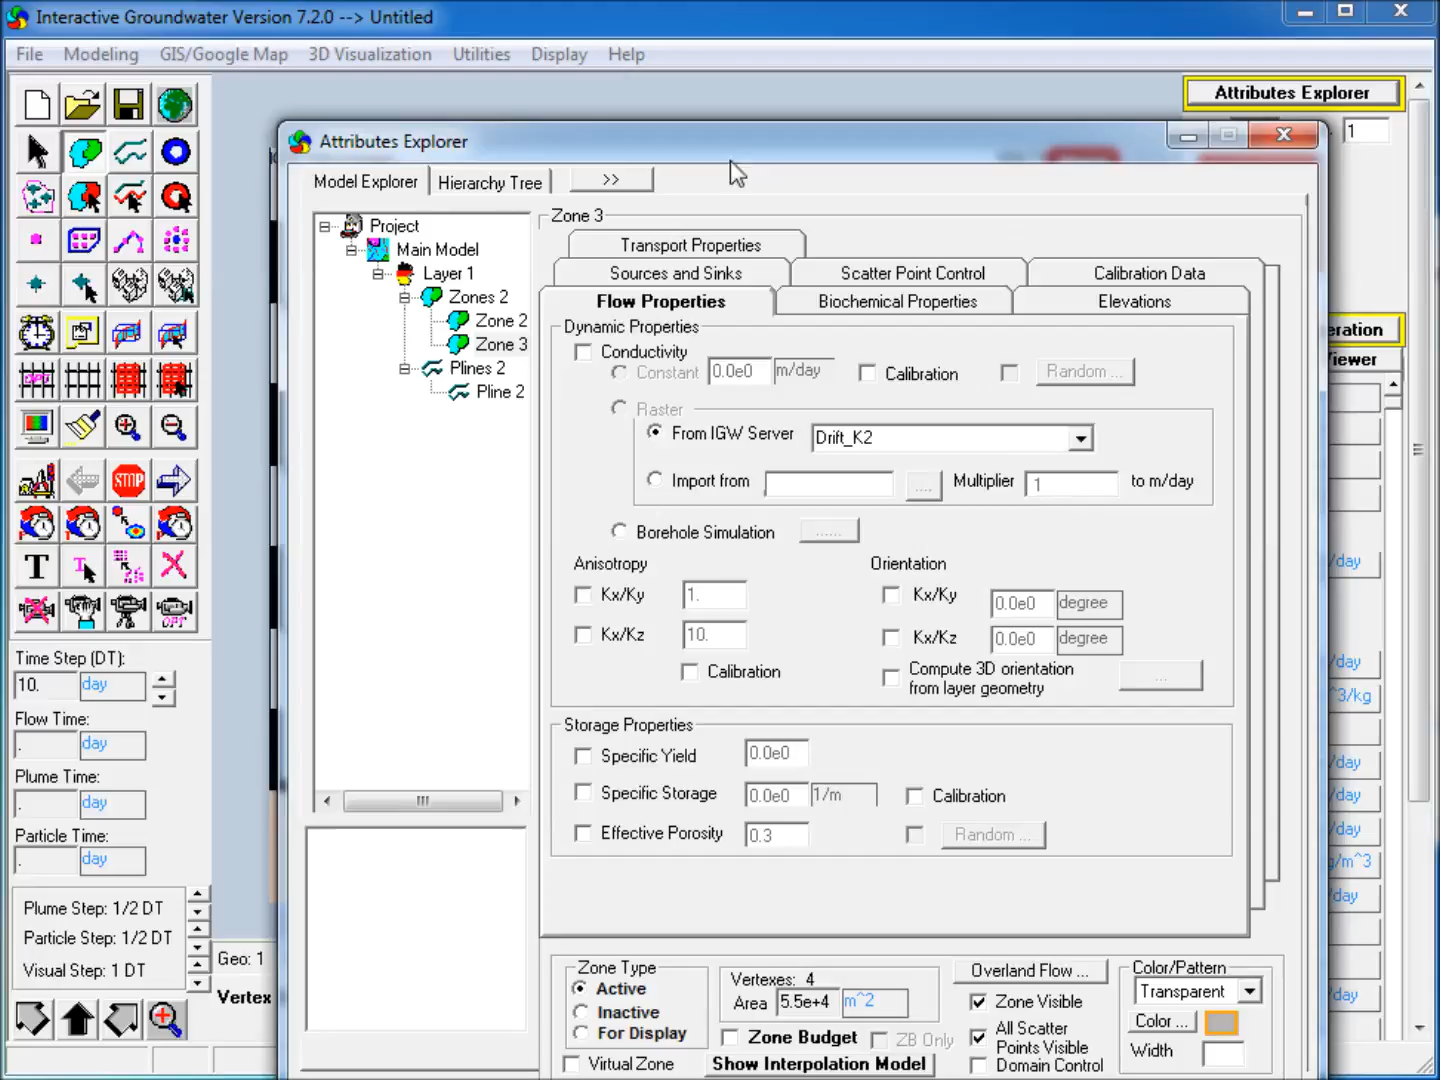 Interactive Groundwater Version 7.2.0 --> Untitled
File Modeling GIS/Google Map 3D Visualization Utilities Display Help
Attributes Explorer
1
Attributes Explorer
Model Explorer Hierarchy Tree >>
Project
Main Model
Layer 1
Zones 2
Zone 2
Zone 3
Plines 2
Pline 2
Zone 3
Transport Properties
Sources and Sinks Scatter Point Control Calibration Data
Flow Properties Biochemical Properties Elevations
Dynamic Properties
Conductivity
Constant 0.0e0 m/day Calibration Random ...
Raster
From IGW Server Drift_K2
Import from .... Multiplier 1 to m/day
Borehole Simulation ......
Anisotropy Orientation
Kx/Ky 1. Kx/Ky 0.0e0 degree
Kx/Kz 10. Kx/Kz 0.0e0 degree
Calibration Compute 3D orientation
from layer geometry ...
Storage Properties
Specific Yield 0.0e0
Specific Storage 0.0e0 1/m Calibration
Effective Porosity 0.3 Random ...
Zone Type
Active
Inactive
For Display
Virtual Zone
Vertexes: 4
Area 5.5e+4 m^2
Zone Budget ZB Only
Show Interpolation Model
Overland Flow ...
Zone Visible
All Scatter
Points Visible
Domain Control
Color/Pattern
Transparent
Color ...
Width
OPT
STOP
T T
OPT
Time Step (DT):
10. day
Flow Time:
. day
Plume Time:
. day
Particle Time:
. day
Plume Step: 1/2 DT
Particle Step: 1/2 DT
Visual Step: 1 DT
Geo: 1
Vertex
eration
Viewer
/day
/day
^3/kg
/day
/day
/day
g/m^3
/day
/day